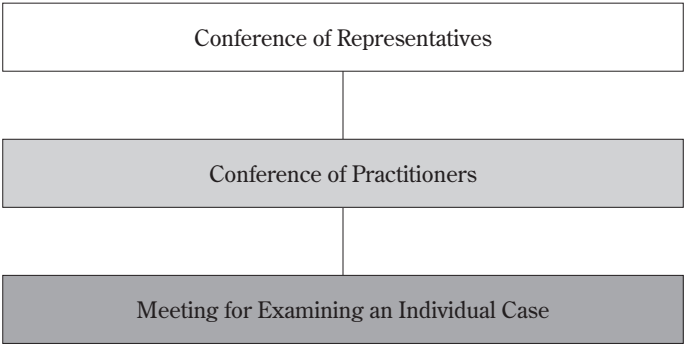 Conference of Representatives
Conference of Practitioners
Meeting for Examining an Individual Case